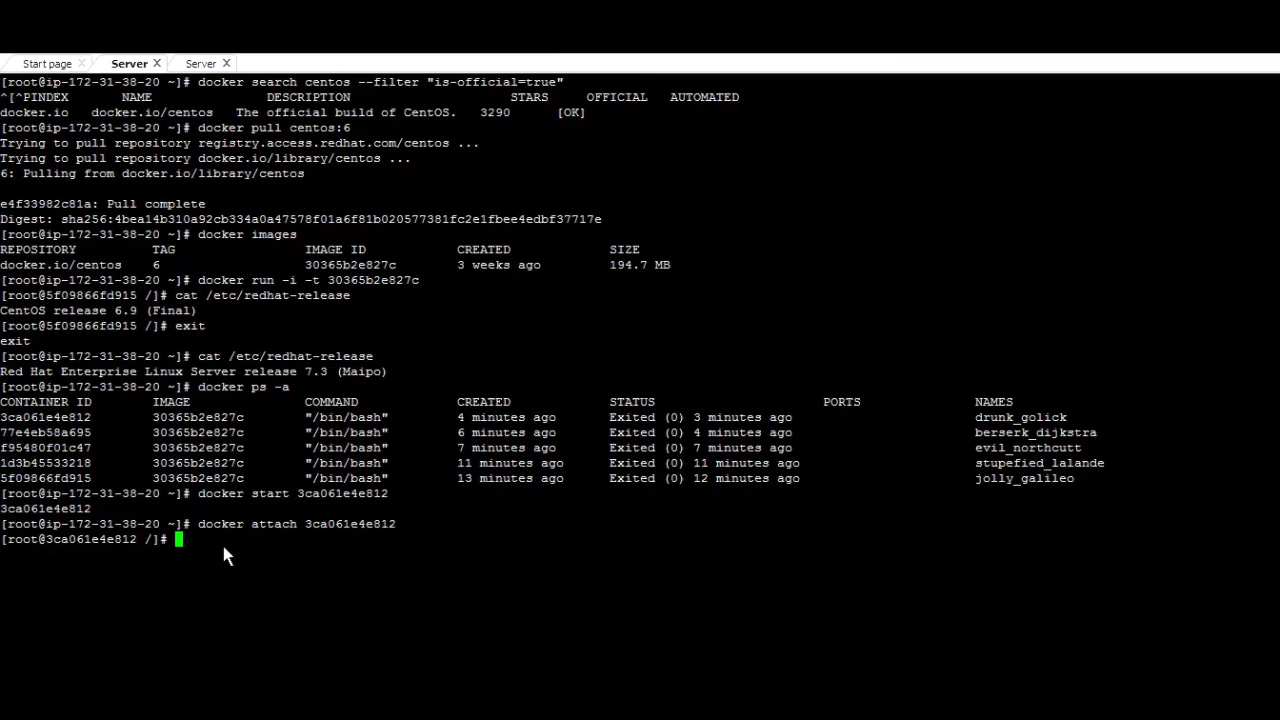 Start page Server Server
[root@ip-172-31-38-20 ~]# docker search centos --filter "is-official=true"
^[^PINDEX NAME DESCRIPTION STARS OFFICIAL AUTOMATED
docker.io docker.io/centos The official build of CentOS. 3290 [OK]
[root@ip-172-31-38-20 ~]# docker pull centos:6
Trying to pull repository registry.access.redhat.com/centos ...
Trying to pull repository docker.io/library/centos ...
6: Pulling from docker.io/library/centos
e4f33982c81a: Pull complete
Digest: sha256:4bea14b310a92cb334a0a47578f01a6f81b020577381fc2e1fbee4edbf37717e
[root@ip-172-31-38-20 ~]# docker images
REPOSITORY TAG IMAGE ID CREATED SIZE
docker.io/centos 6 30365b2e827c 3 weeks ago 194.7 MB
[root@ip-172-31-38-20 ~]# docker run -i -t 30365b2e827c
[root@5f09866fd915 /]# cat /etc/redhat-release
CentOS release 6.9 (Final)
[root@5f09866fd915 /]# exit
exit
[root@ip-172-31-38-20 ~]# cat /etc/redhat-release
Red Hat Enterprise Linux Server release 7.3 (Maipo)
[root@ip-172-31-38-20 ~]# docker ps -a
CONTAINER ID IMAGE COMMAND CREATED STATUS PORTS NAMES
3ca061e4e812 30365b2e827c "/bin/bash" 4 minutes ago Exited (0) 3 minutes ago drunk_golick
77e4eb58a695 30365b2e827c "/bin/bash" 6 minutes ago Exited (0) 4 minutes ago berserk_dijkstra
f95480f01c47 30365b2e827c "/bin/bash" 7 minutes ago Exited (0) 7 minutes ago evil_northcutt
1d3b45533218 30365b2e827c "/bin/bash" 11 minutes ago Exited (0) 11 minutes ago stupefied_lalande
5f09866fd915 30365b2e827c "/bin/bash" 13 minutes ago Exited (0) 12 minutes ago jolly_galileo
[root@ip-172-31-38-20 ~]# docker start 3ca061e4e812
3ca061e4e812
[root@ip-172-31-38-20 ~]# docker attach 3ca061e4e812
[root@3ca061e4e812 /]#